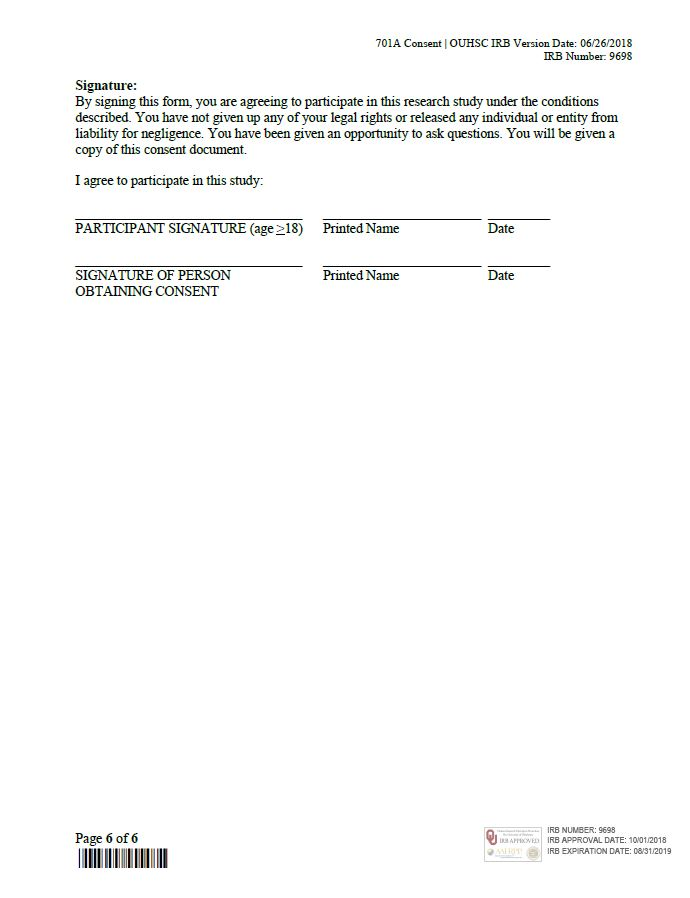 701A Consent | OUHSC IRB Version Date: 06/26/2018
IRB Number: 9698
Signature:
By signing this form, you are agreeing to participate in this research study under the conditions
described. You have not given up any of your legal rights or released any individual or entity from
liability for negligence. You have been given an opportunity to ask questions. You will be given a
copy of this consent document.
I agree to participate in this study:
PARTICIPANT SIGNATURE (age ≥18) Printed Name Date
SIGNATURE OF PERSON Printed Name Date
OBTAINING CONSENT
Page 6 of 6
IRB APPROVED
IRB NUMBER: 9698
IRB APPROVAL DATE: 10/01/2018
IRB EXPIRATION DATE: 08/31/2019